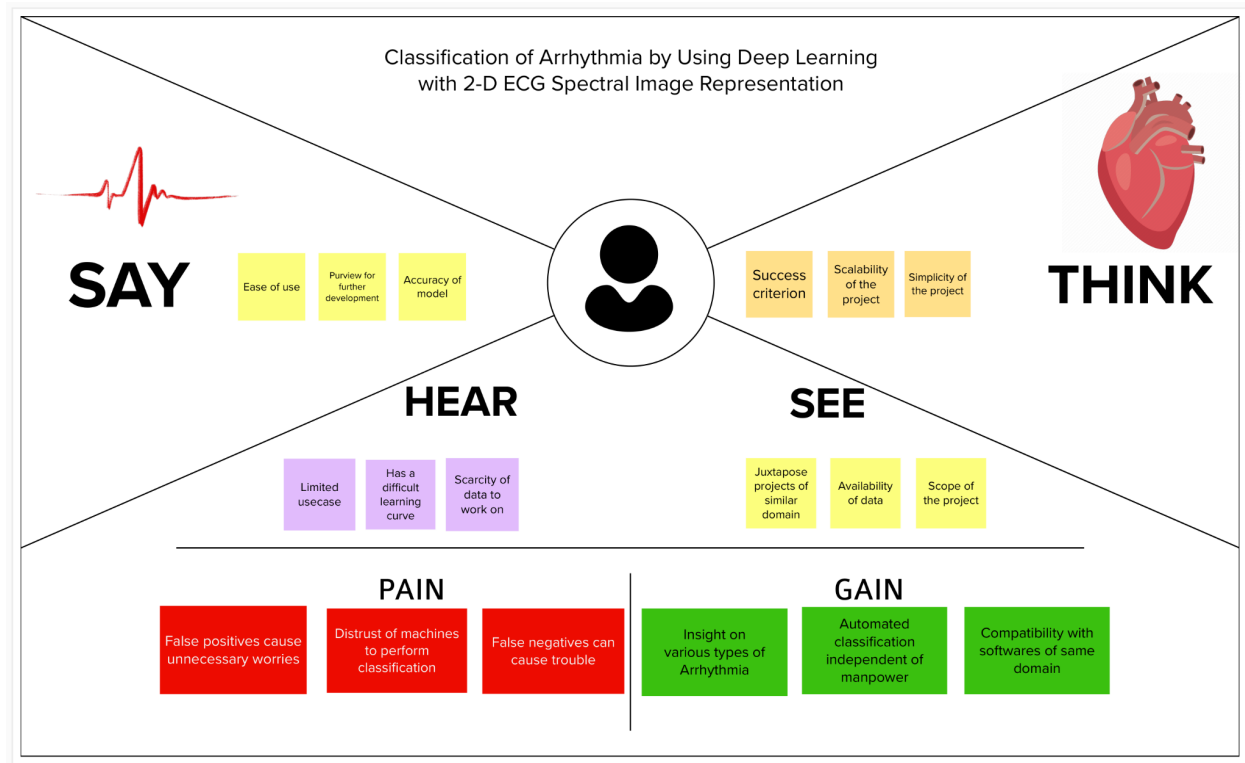 Classification of Arrhythmia by Using Deep Learning
with 2-D ECG Spectral Image Representation
SAY
Ease of use
Purview for
further
development
Accuracy of
model
THINK
Success
criterion
Scalability
of the
project
Simplicity of
the project
HEAR
Limited
usecase
Has a
difficult
learning
curve
Scarcity of
data to
work on
SEE
Juxtapose
projects of
similar
domain
Availability
of data
Scope of
the project
PAIN
False positives cause
unnecessary worries
Distrust of machines
to perform
classification
False negatives can
cause trouble
GAIN
Insight on
various types of
Arrhythmia
Automated
classification
independent of
manpower
Compatibility with
softwares of same
domain